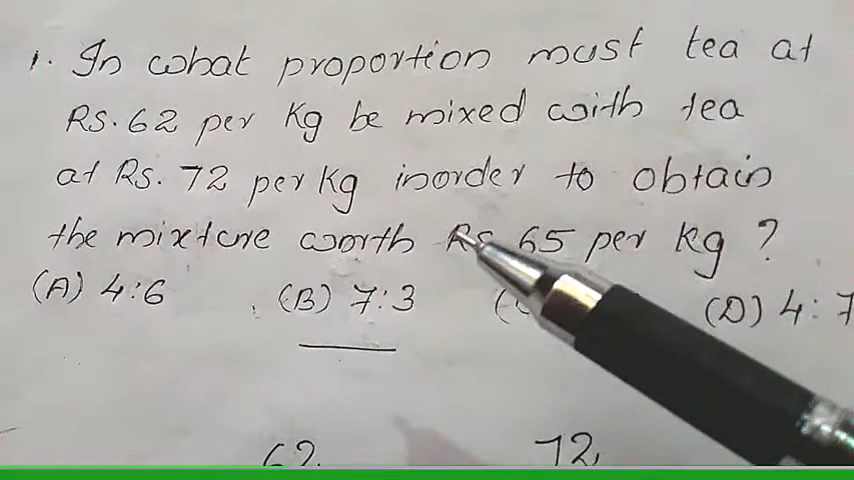 1. In what proportion must tea at
RS.62 per Kg be mixed with tea
at Rs. 72 per Kg inorder to obtain
the mixture worth Rs 65 per Kg ?
(A) 4:6 (B) 7:3 ( (D) 4:7
62 72